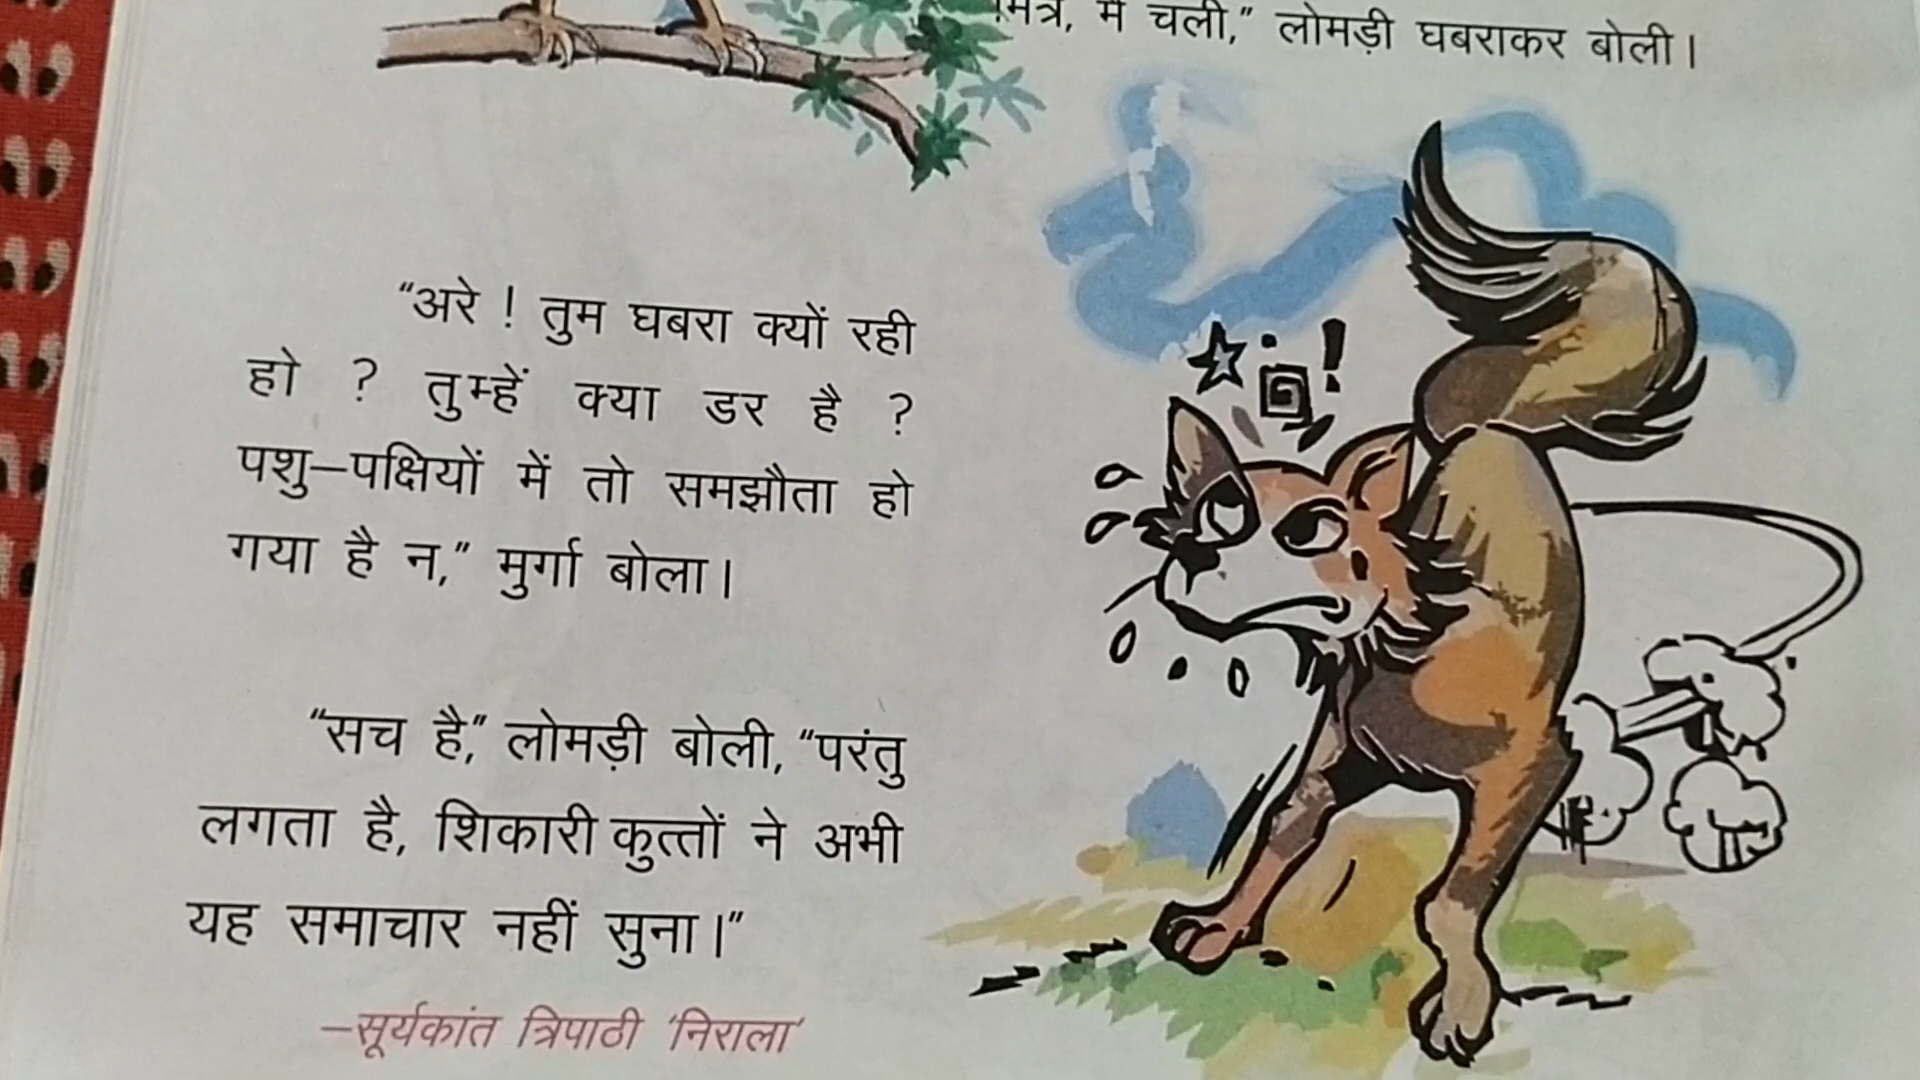 मैं चली,” लोमड़ी घबराकर बोली।
“अरे ! तुम घबरा क्यों रही
हो ? तुम्हें क्या डर है ?
पशु–पक्षियों में तो समझौता हो
गया है न,” मुर्गा बोला।
“सच है,” लोमड़ी बोली, “परंतु
लगता है, शिकारी कुत्तों ने अभी
यह समाचार नहीं सुना।”
–सूर्यकांत त्रिपाठी ‘निराला’